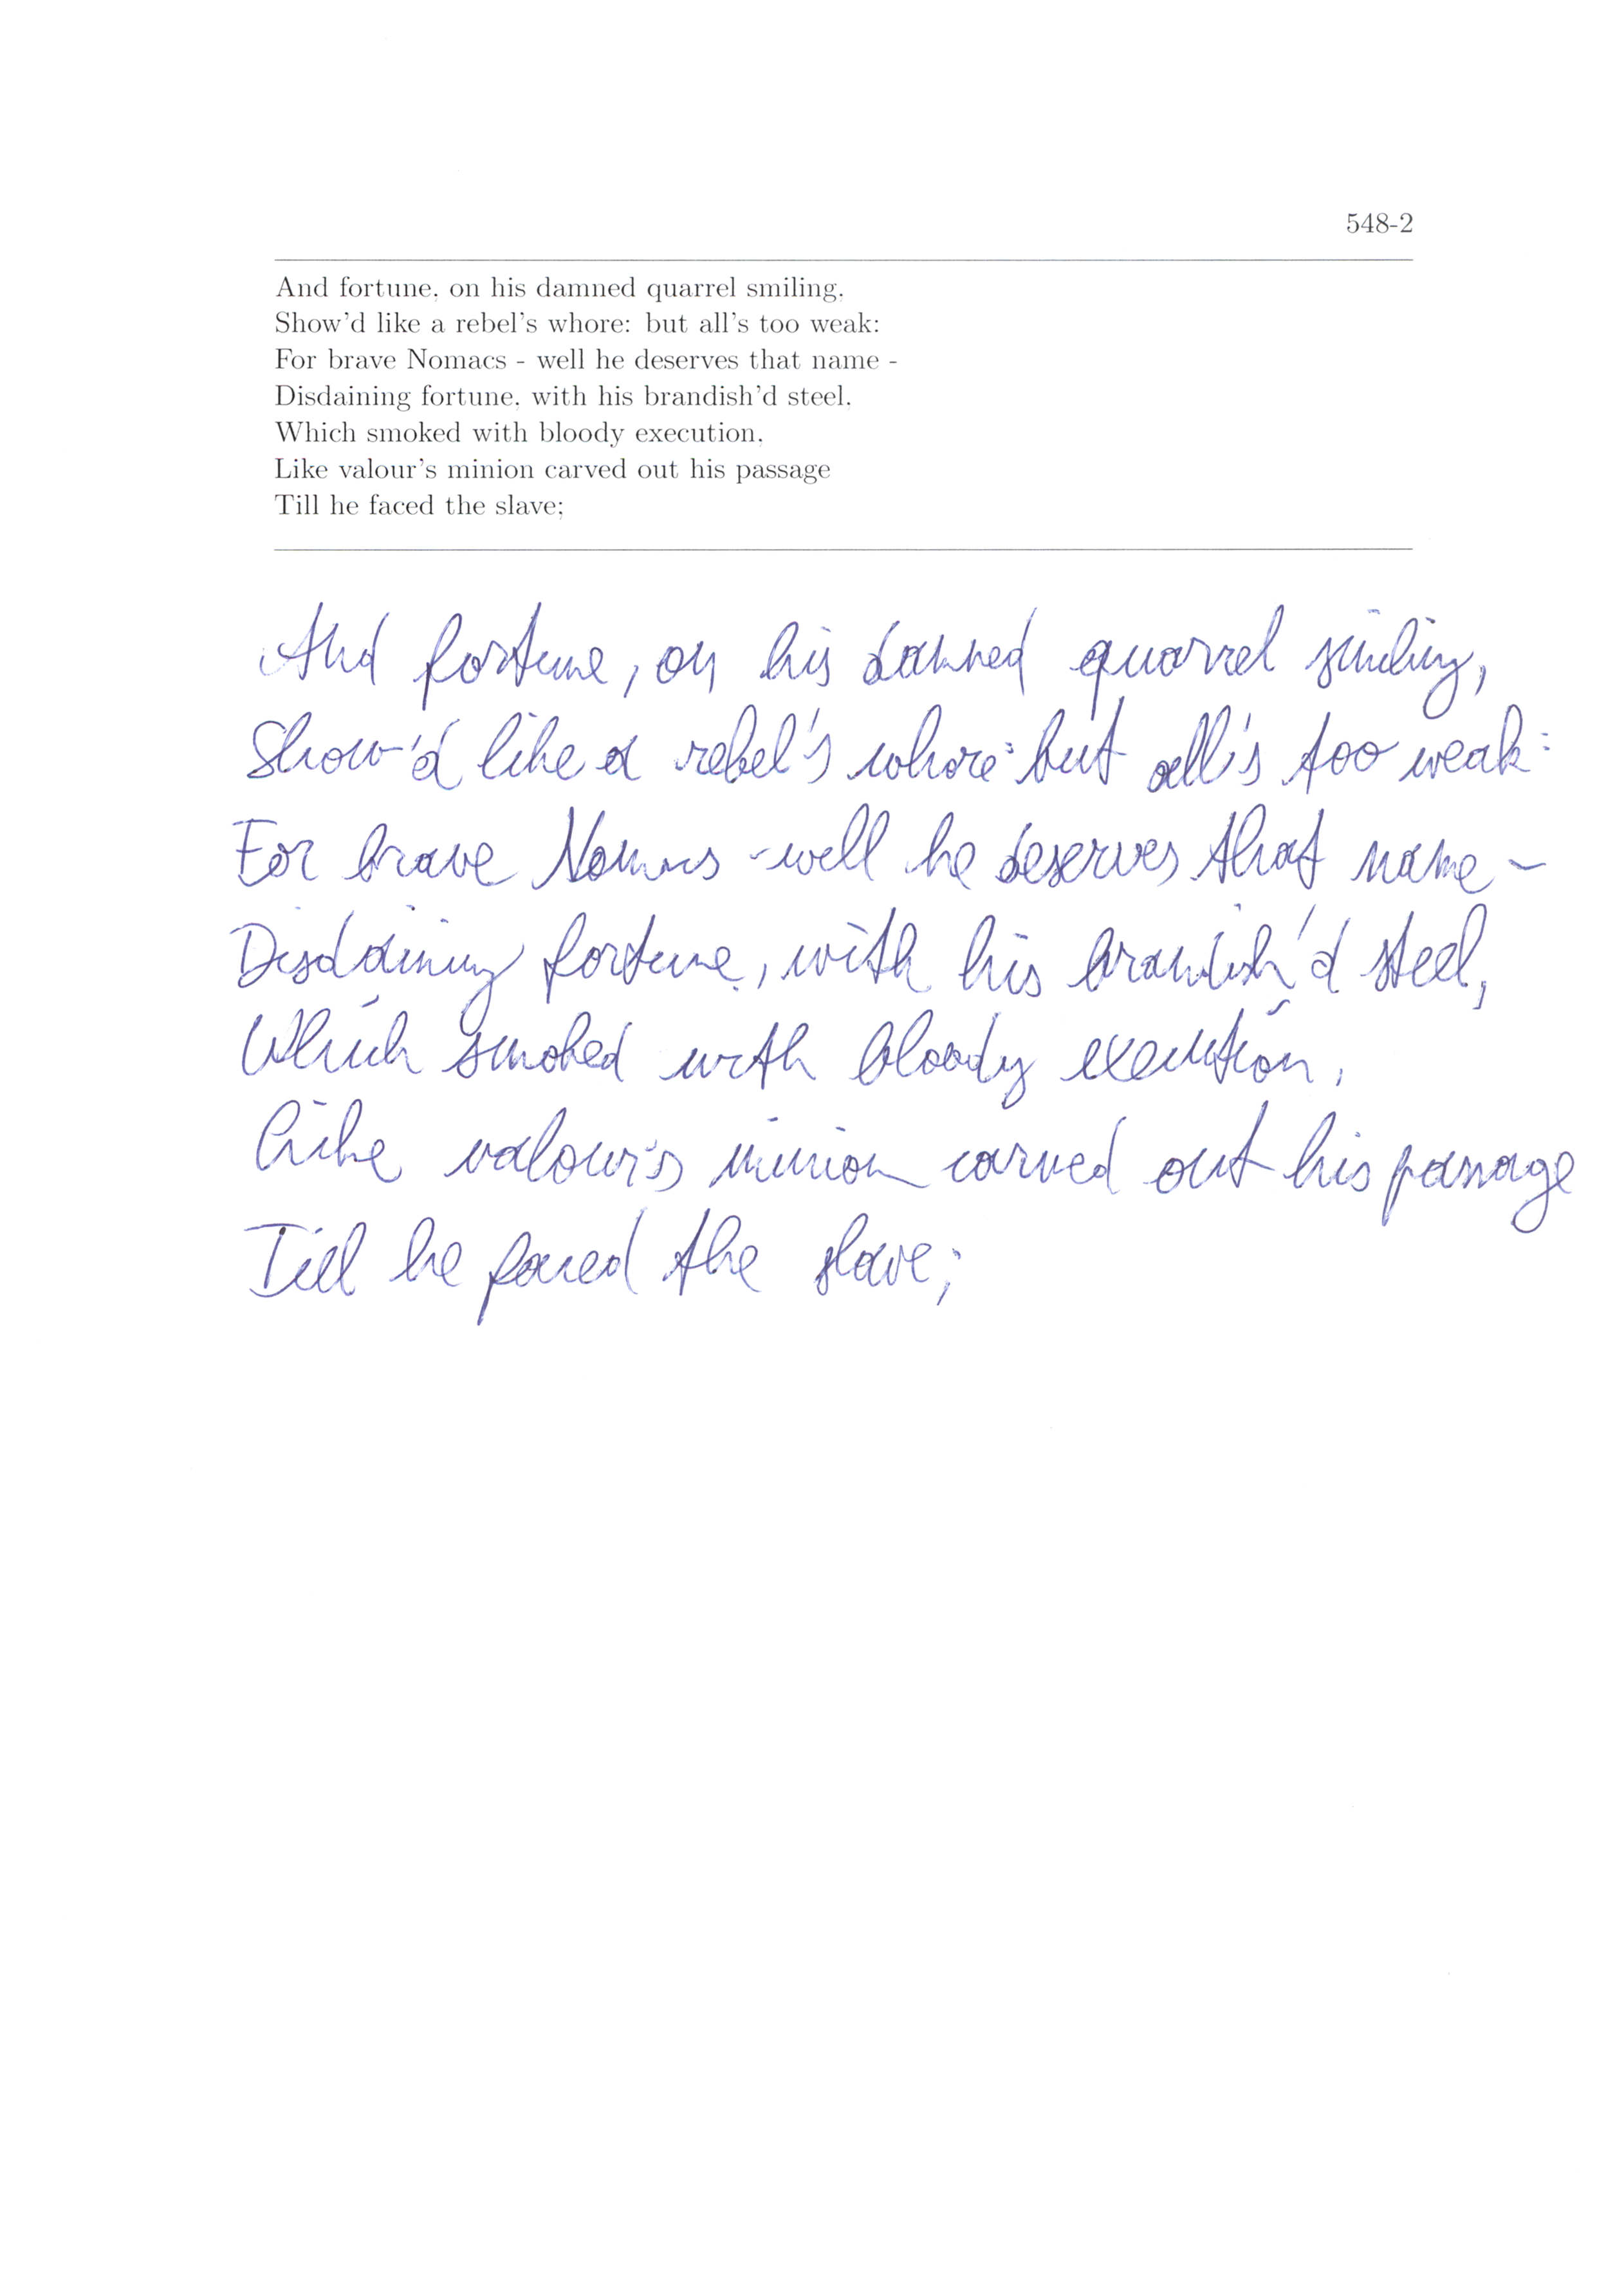 548-2
And fortune, on his damned quarrel smiling,
Show'd like a rebel's whore: but all's too weak:
For brave Nomacs - well he deserves that name -
Disdaining fortune, with his brandish'd steel,
Which smoked with bloody execution,
Like valour's minion carved out his passage
Till he faced the slave;
And fortune, on his damned quarrel smiling,
Show'd like a rebel's whore: but all's too weak:
For brave Nomacs - well he deserves that name -
Disdaining fortune, with his brandish'd steel,
Which smoked with bloody execution,
Like valour's minion carved out his passage
Till he faced the slave;